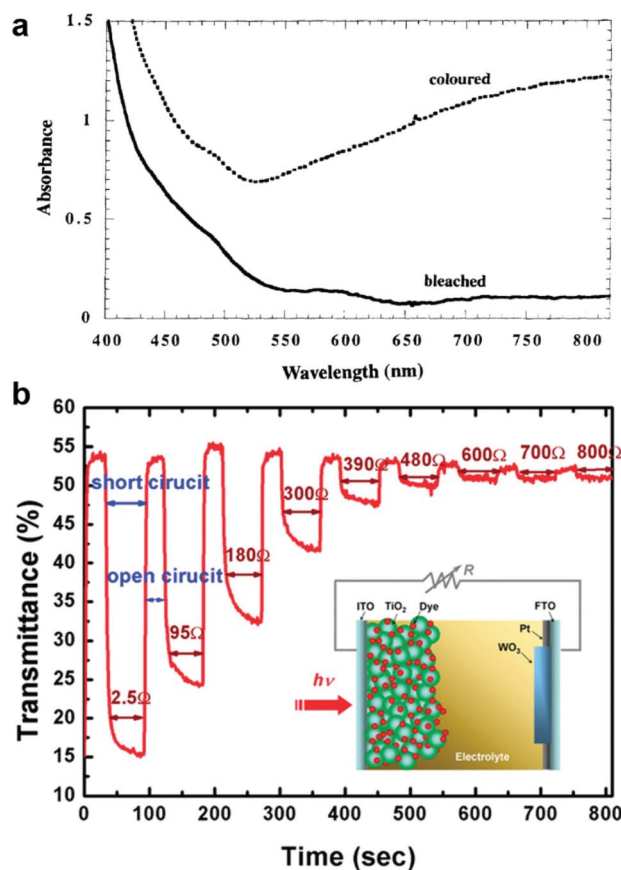 a
1.5
1
0.5
0
Absorbance
coloured
bleached
400 450 500 550 600 650 700 750 800
Wavelength (nm)
b
60
55
50
45
40
35
30
25
20
15
10
Transmittance (%)
short cirucit
open cirucit
2.5Ω
95Ω
180Ω
300Ω
390Ω
480Ω
600Ω
700Ω
800Ω
R
ITO TiO2 Dye FTO
Pt
WO3
hν
Electrolyte
0 100 200 300 400 500 600 700 800
Time (sec)